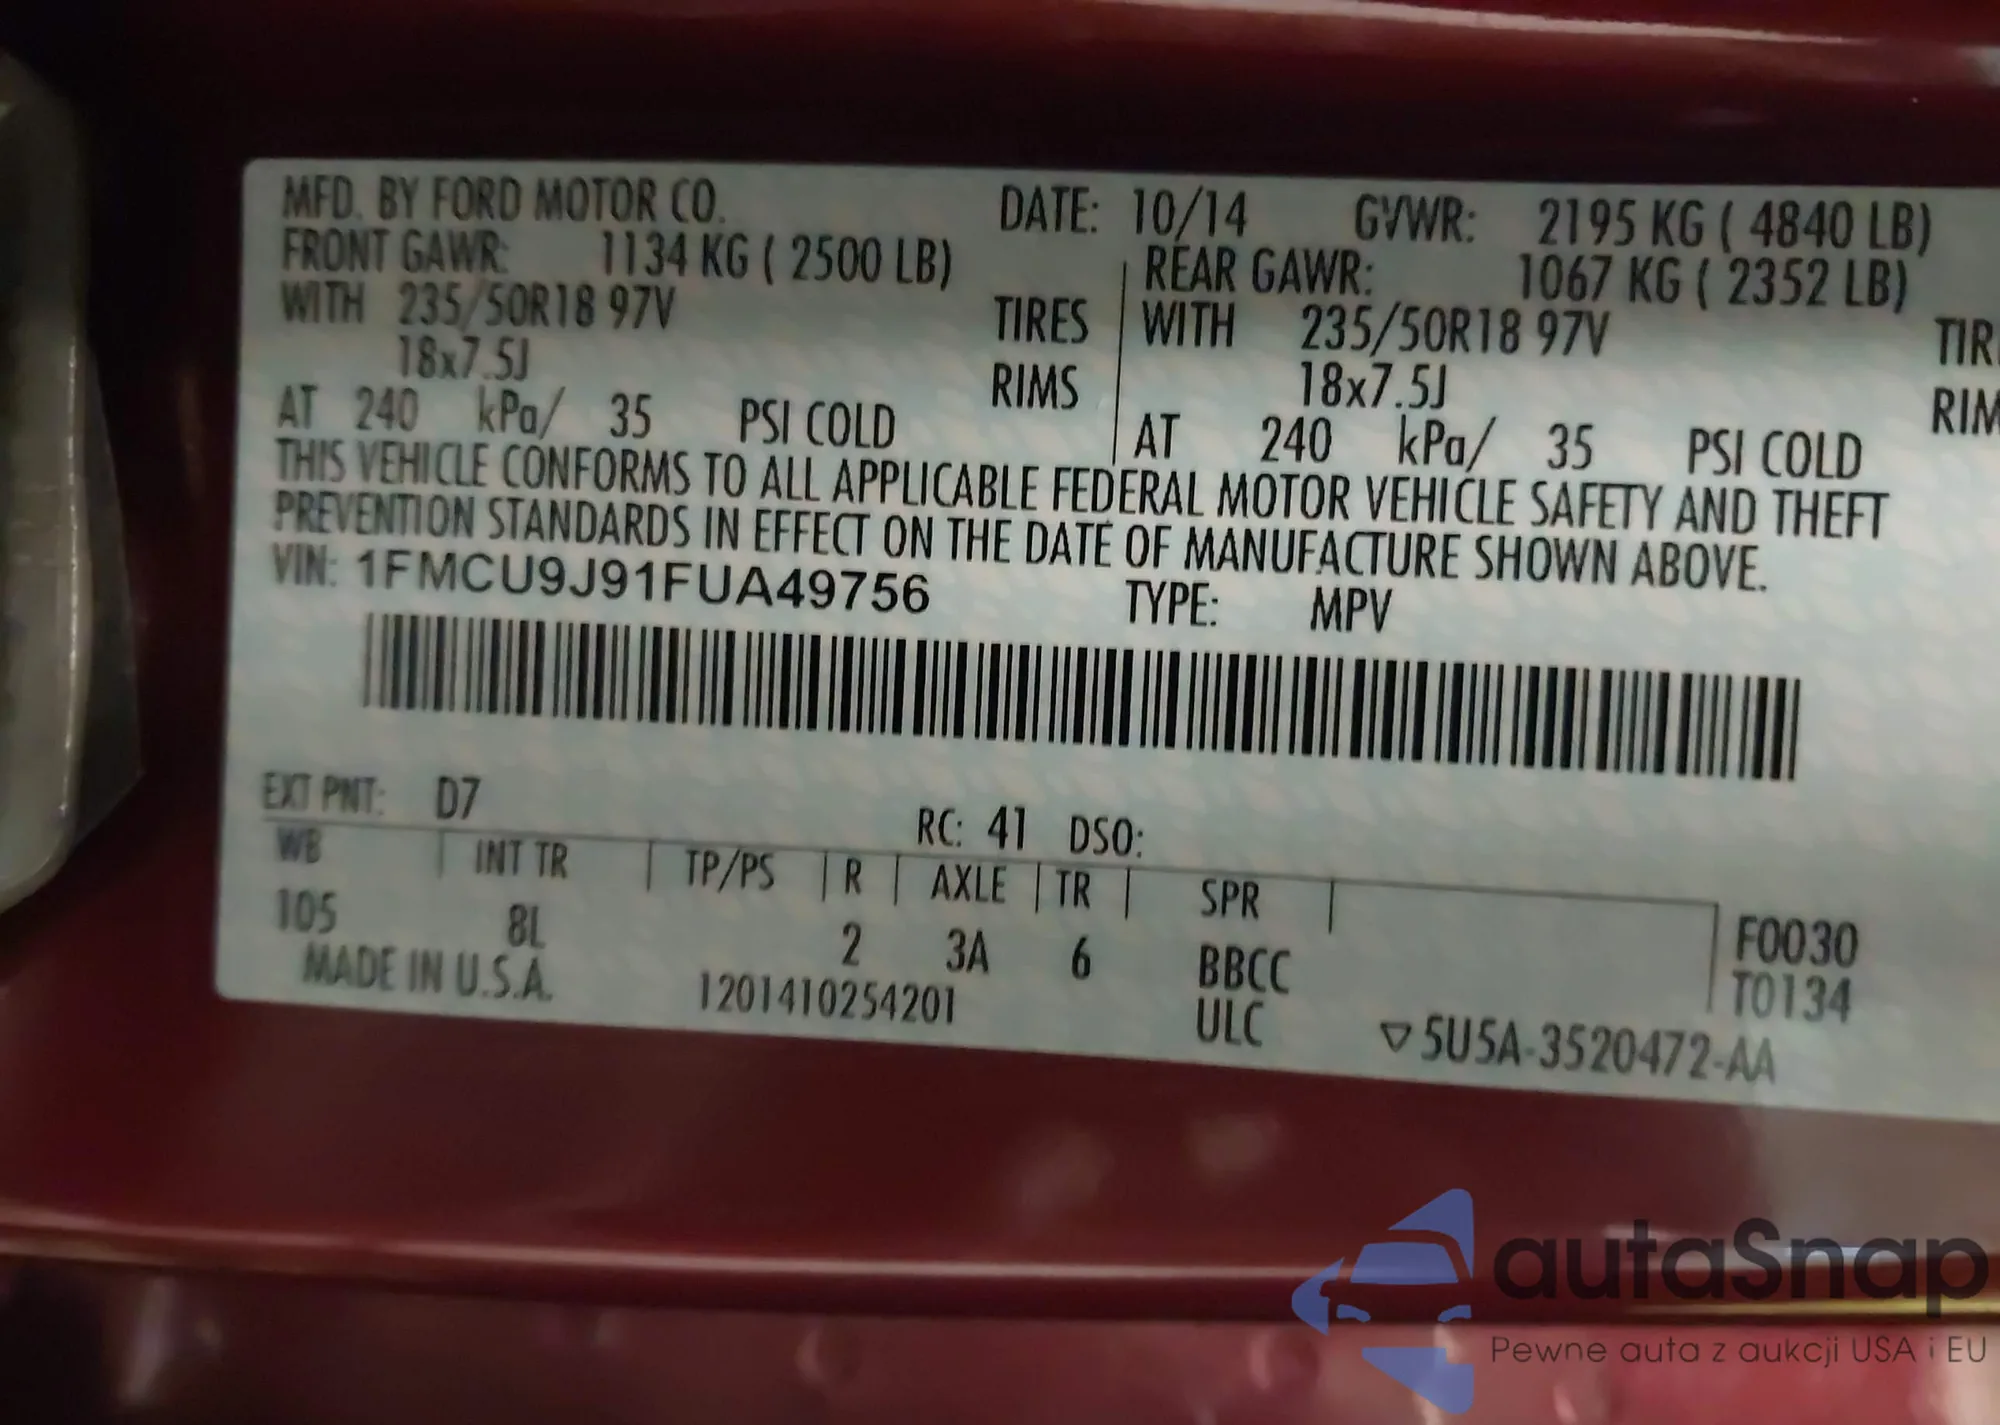 MFD. BY FORD MOTOR CO. DATE: 10/14 GVWR: 2195 KG ( 4840 LB)
FRONT GAWR: 1134 KG ( 2500 LB) REAR GAWR: 1067 KG ( 2352 LB)
WITH 235/50R18 97V TIRES WITH 235/50R18 97V TIR
18x7.5J RIMS 18x7.5J RIM
AT 240 kPa/ 35 PSI COLD AT 240 kPa/ 35 PSI COLD
THIS VEHICLE CONFORMS TO ALL APPLICABLE FEDERAL MOTOR VEHICLE SAFETY AND THEFT
PREVENTION STANDARDS IN EFFECT ON THE DATE OF MANUFACTURE SHOWN ABOVE.
VIN: 1FMCU9J91FUA49756 TYPE: MPV
EXT PNT: D7 RC: 41 DSO:
WB INT TR TP/PS R AXLE TR SPR
105 8L 2 3A 6 BBCC F0030
MADE IN U.S.A. 1201410254201 ULC T0134
▽5U5A-3520472-AA
autaSnap
Pewne auta z aukcji USA i EU